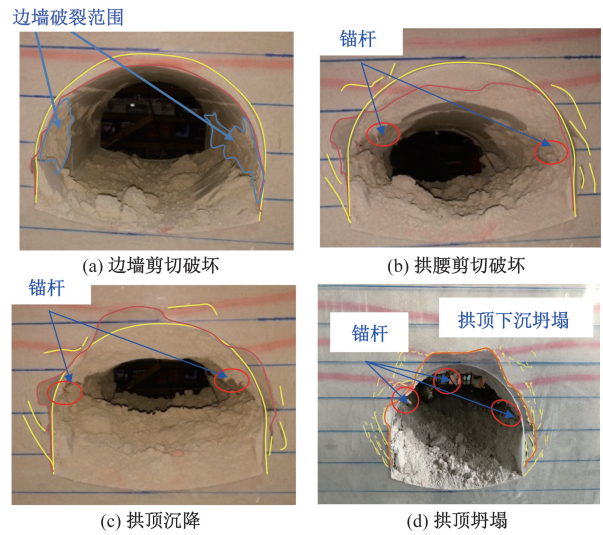 边墙破裂范围
锚杆
(a) 边墙剪切破坏
(b) 拱腰剪切破坏
锚杆
锚杆
拱顶下沉坍塌
(c) 拱顶沉降
(d) 拱顶坍塌